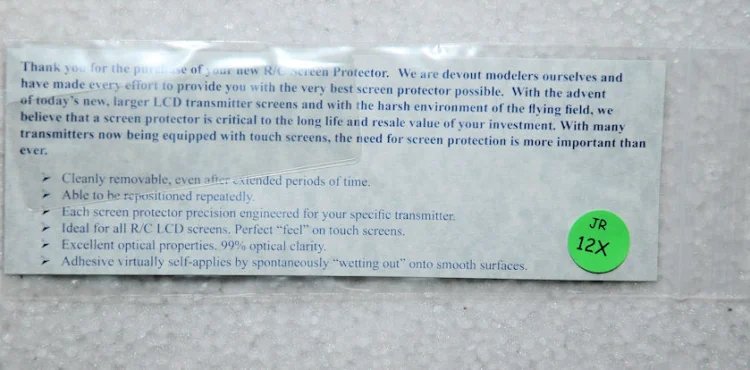 Thank you for the purchase of your new R/C Screen Protector. We are devout modelers ourselves and
have made every effort to provide you with the very best screen protector possible. With the advent
of today's new, larger LCD transmitter screens and with the harsh environment of the flying field, we
believe that a screen protector is critical to the long life and resale value of your investment. With many
transmitters now being equipped with touch screens, the need for screen protection is more important than
ever.
➢ Cleanly removable, even after extended periods of time.
➢ Able to be repositioned repeatedly.
➢ Each screen protector precision engineered for your specific transmitter.
➢ Ideal for all R/C LCD screens. Perfect “feel” on touch screens.
➢ Excellent optical properties. 99% optical clarity.
➢ Adhesive virtually self-applies by spontaneously “wetting out” onto smooth surfaces.
JR
12X